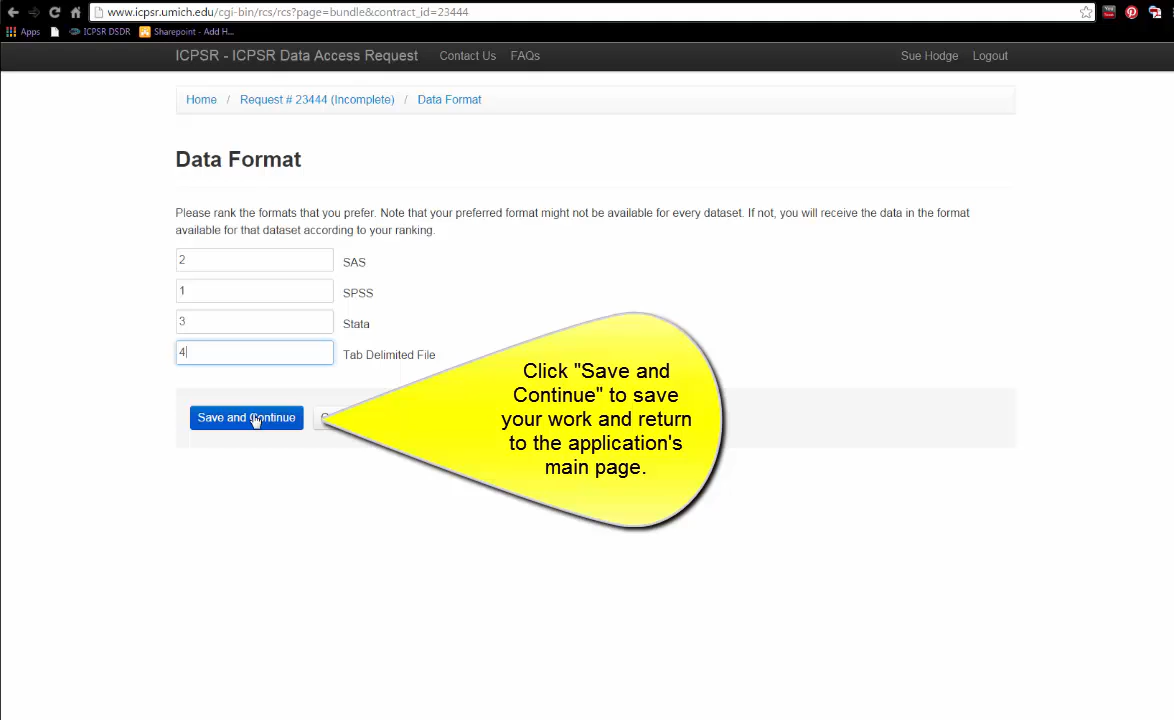 www.icpsr.umich.edu/cgi-bin/rcs/rcs?page=bundle&contract_id=23444
Apps ICPSR DSDR Sharepoint - Add H...
ICPSR - ICPSR Data Access Request Contact Us FAQs Sue Hodge Logout
Home / Request # 23444 (Incomplete) / Data Format
Data Format
Please rank the formats that you prefer. Note that your preferred format might not be available for every dataset. If not, you will receive the data in the format
available for that dataset according to your ranking.
2 SAS
1 SPSS
3 Stata
4 Tab Delimited File
Save and Continue
Click "Save and
Continue" to save
your work and return
to the application's
main page.